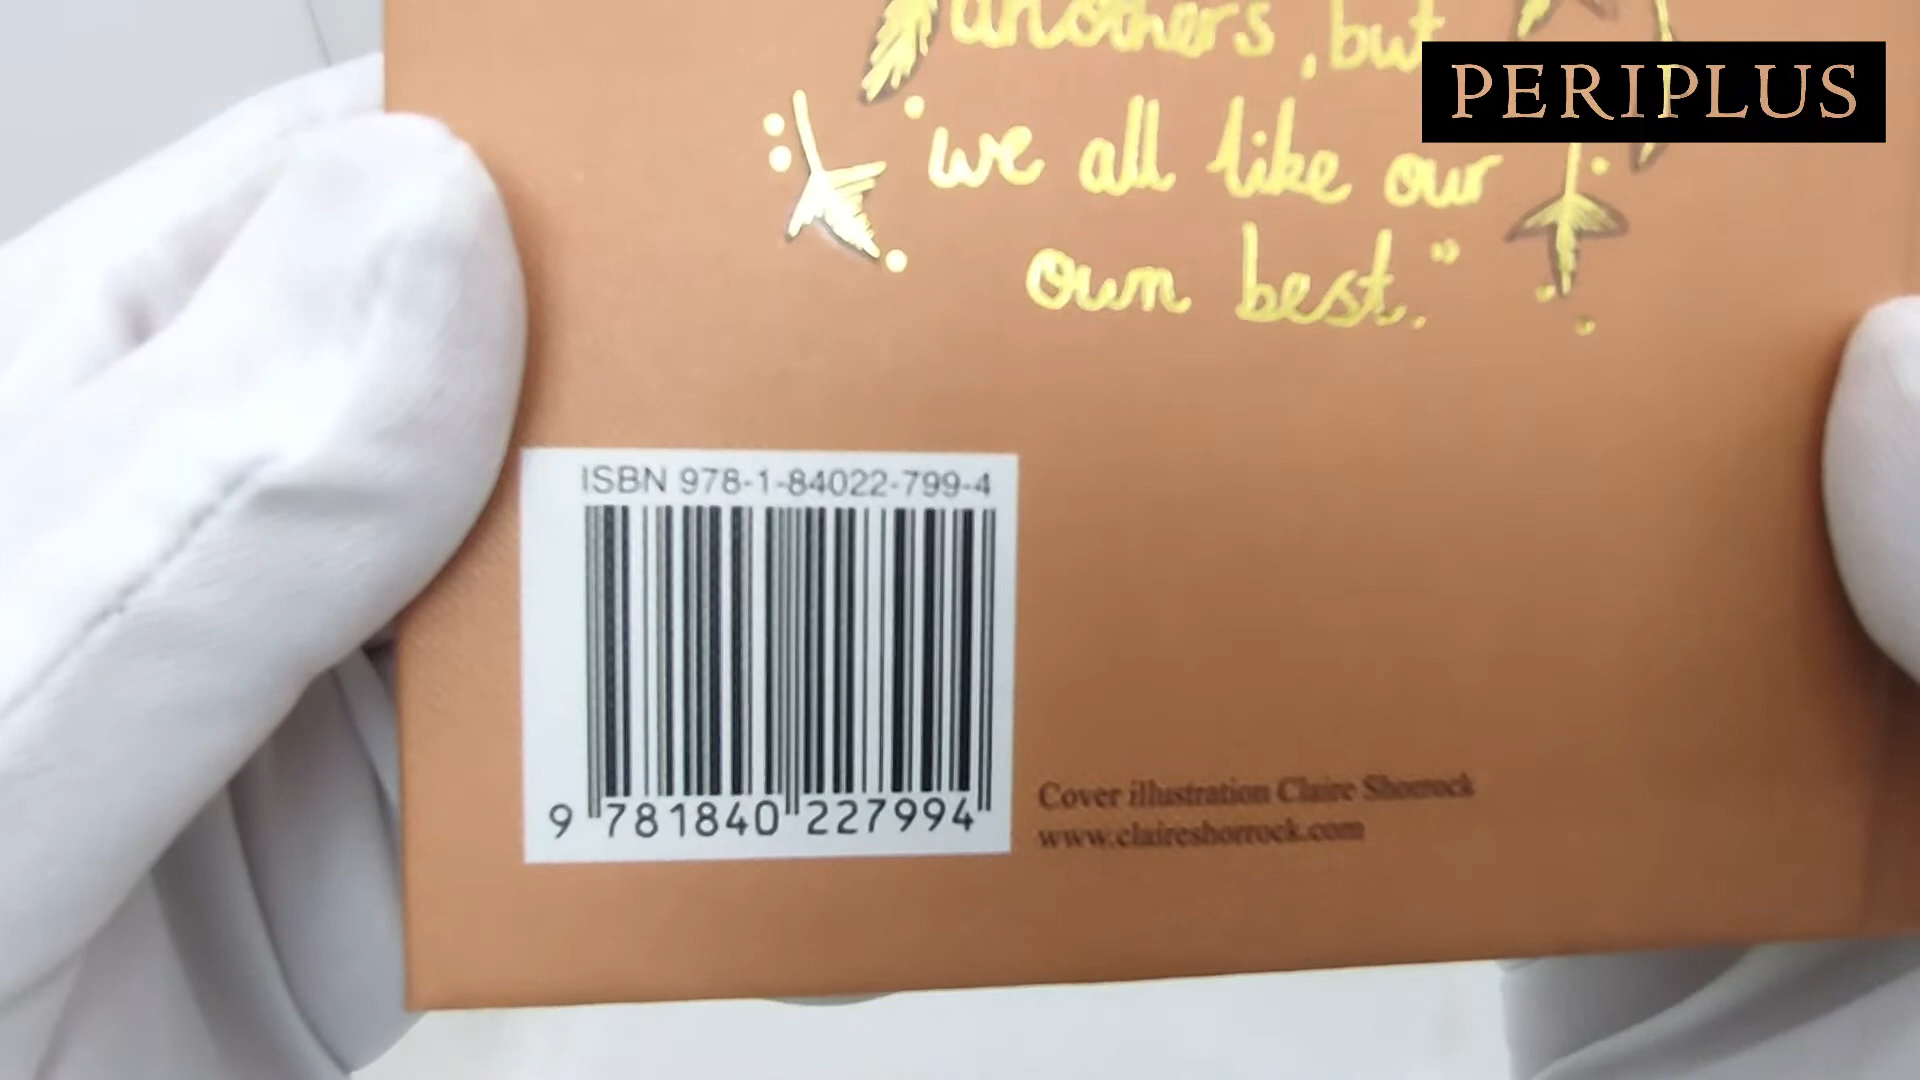 anothers, but
we all like our
own best."
PERIPLUS
ISBN 978-1-84022-799-4
9 781840 227994
Cover illustration Claire Shorrock
www.claireshorrock.com